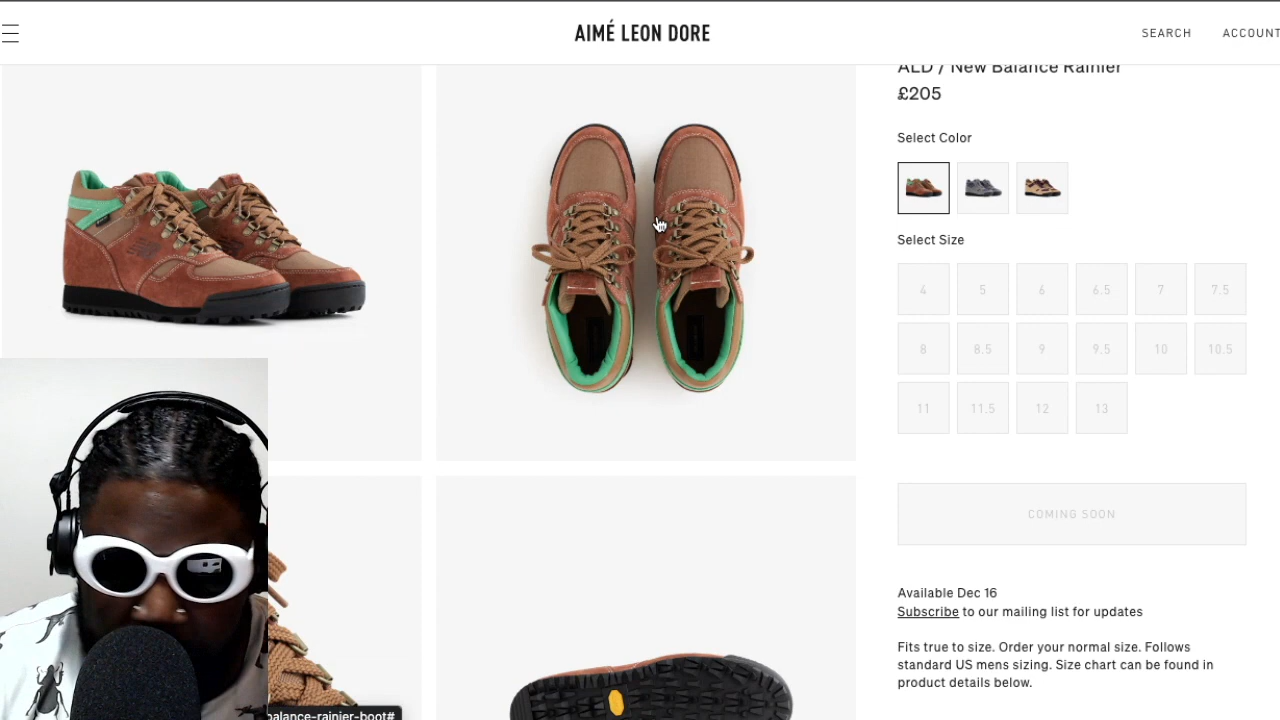 AIMÉ LEON DORE
SEARCH
ACCOUNT
ALD / New Balance Rainier
£205
Select Color
Select Size
4 5 6 6.5 7 7.5
8 8.5 9 9.5 10 10.5
11 11.5 12 13
COMING SOON
Available Dec 16
Subscribe to our mailing list for updates
Fits true to size. Order your normal size. Follows
standard US mens sizing. Size chart can be found in
product details below.
balance-rainier-boot#